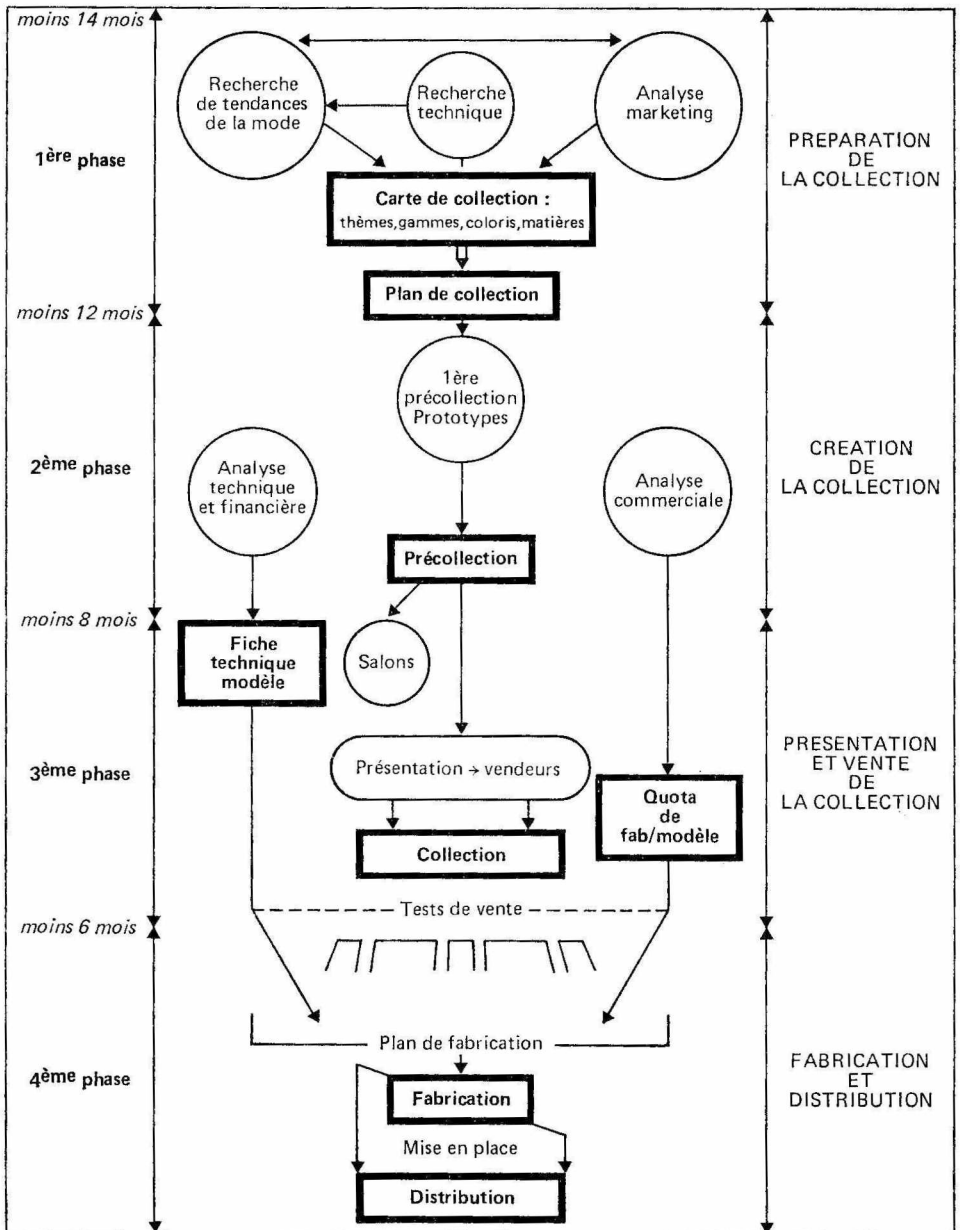 moins 14 mois
Recherche
de tendances
de la mode
Recherche
technique
Analyse
marketing
1ère phase
PREPARATION
DE
LA COLLECTION
Carte de collection :
thèmes, gammes, coloris, matières
Plan de collection
moins 12 mois
1ère
précollection
Prototypes
2ème phase
Analyse
technique
et financière
Analyse
commerciale
CREATION
DE
LA COLLECTION
Précollection
moins 8 mois
Fiche
technique
modèle
Salons
3ème phase
Présentation → vendeurs
Quota
de
fab/modèle
PRESENTATION
ET VENTE
DE
LA COLLECTION
Collection
Tests de vente
moins 6 mois
Plan de fabrication
4ème phase
Fabrication
FABRICATION
ET
DISTRIBUTION
Mise en place
Distribution